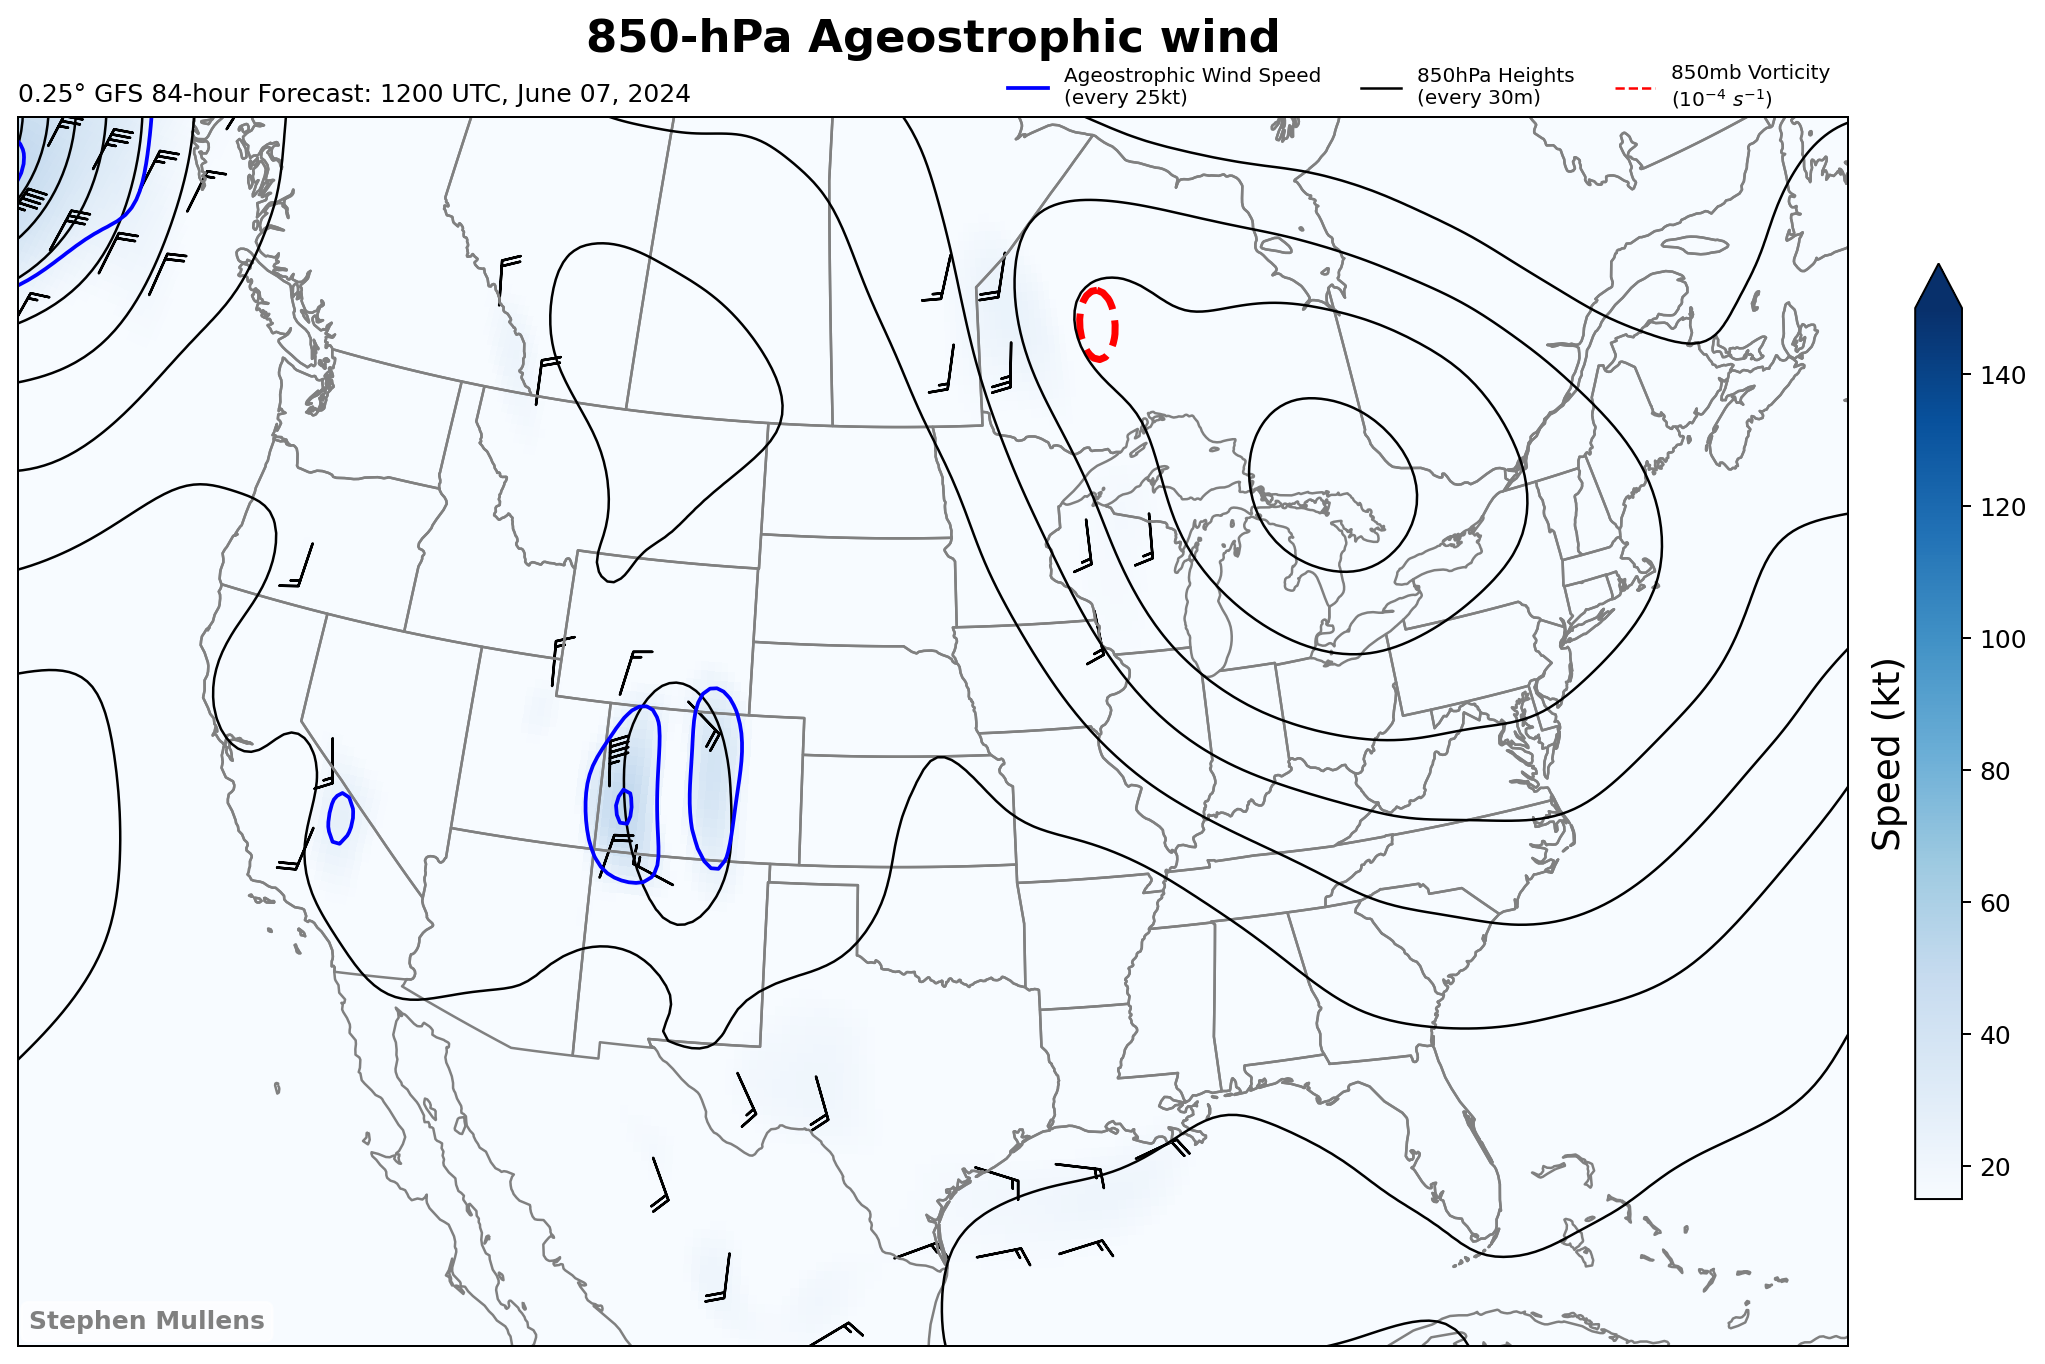 850-hPa Ageostrophic wind
0.25° GFS 84-hour Forecast: 1200 UTC, June 07, 2024
Ageostrophic Wind Speed
(every 25kt)
850hPa Heights
(every 30m)
850mb Vorticity
(10⁻⁴ s⁻¹)
140
120
100
80
60
40
20
Speed (kt)
Stephen Mullens